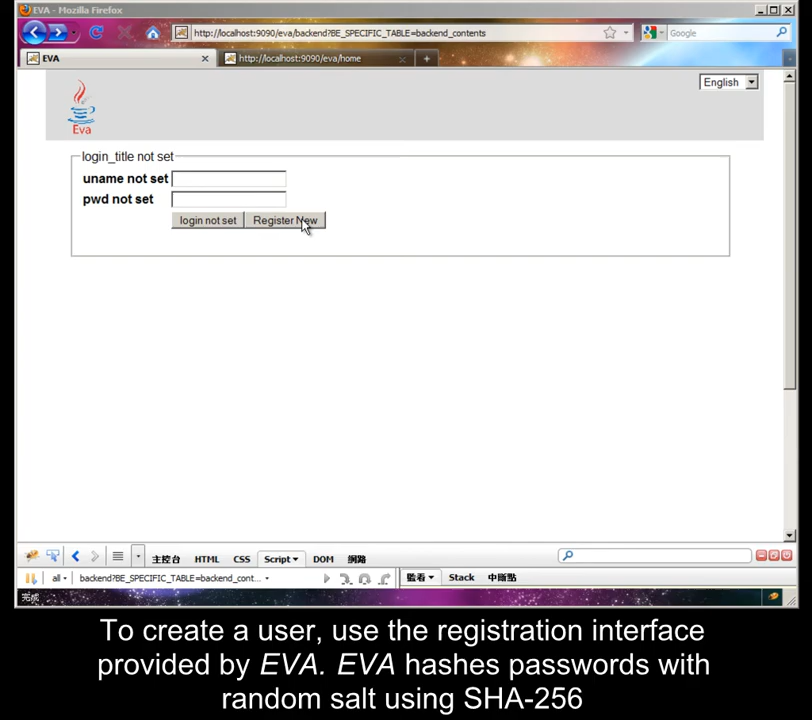 EVA - Mozilla Firefox
http://localhost:9090/eva/backend?BE_SPECIFIC_TABLE=backend_contents
Google
EVA
http://localhost:9090/eva/home
English
Eva
login_title not set
uname not set
pwd not set
login not set
Register New
主控台 HTML CSS Script DOM 網路
all backend?BE_SPECIFIC_TABLE=backend_cont... 監看 Stack 中斷點
完成
To create a user, use the registration interface
provided by EVA. EVA hashes passwords with
random salt using SHA-256